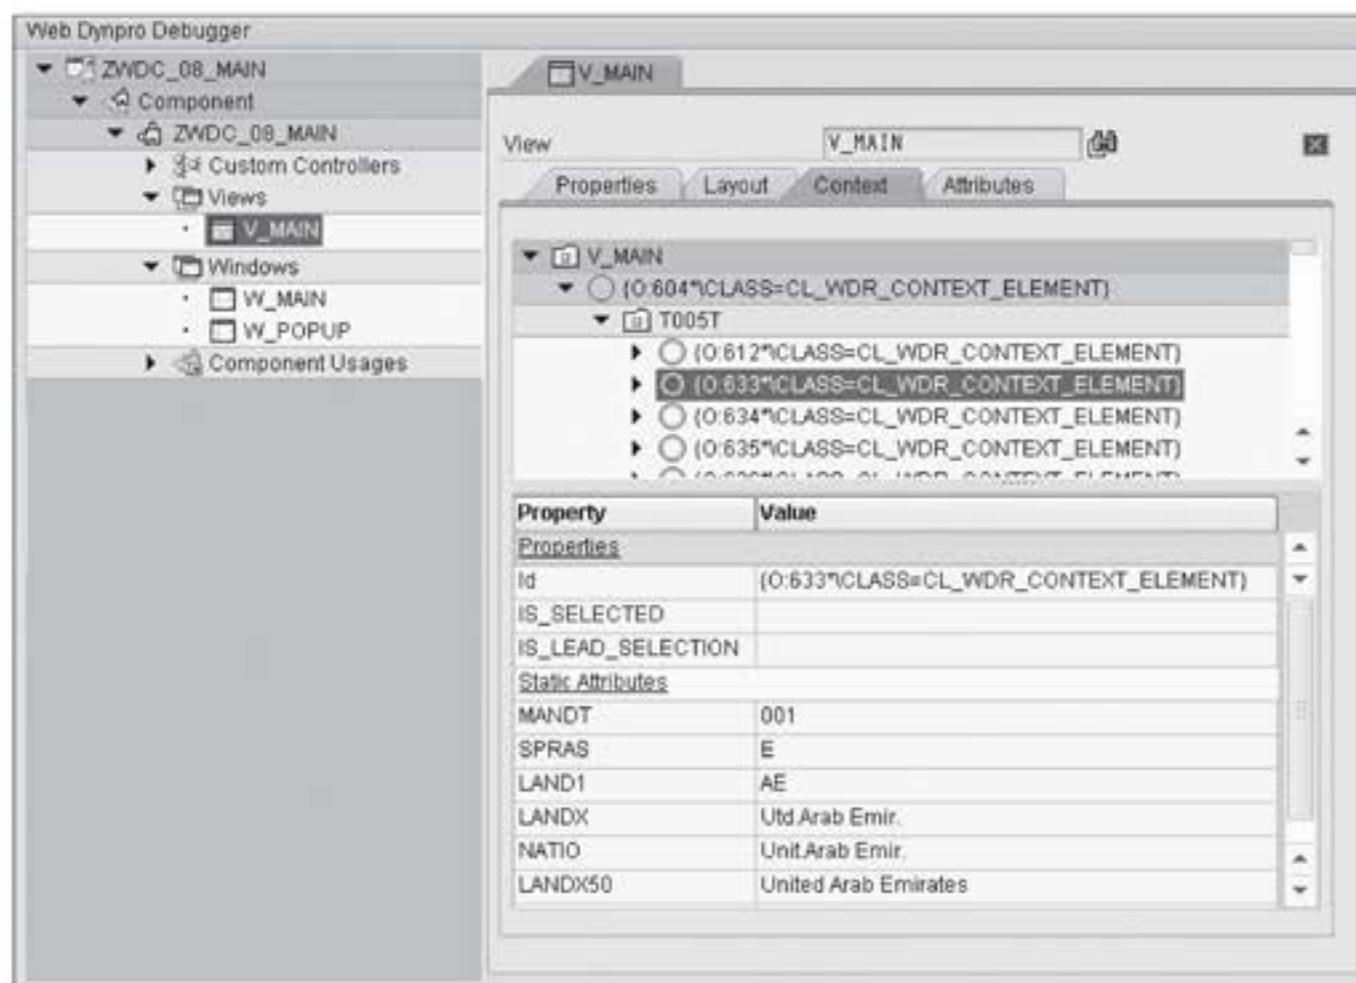 Web Dynpro Debugger
ZWDC_08_MAIN
Component
ZWDC_08_MAIN
Custom Controllers
Views
V_MAIN
Windows
W_MAIN
W_POPUP
Component Usages
V_MAIN
View V_MAIN
Properties Layout Context Attributes
V_MAIN
{O:604*\CLASS=CL_WDR_CONTEXT_ELEMENT}
T005T
{O:612*\CLASS=CL_WDR_CONTEXT_ELEMENT}
{O:633*\CLASS=CL_WDR_CONTEXT_ELEMENT}
{O:634*\CLASS=CL_WDR_CONTEXT_ELEMENT}
{O:635*\CLASS=CL_WDR_CONTEXT_ELEMENT}
Property Value
Properties
Id {O:633*\CLASS=CL_WDR_CONTEXT_ELEMENT}
IS_SELECTED
IS_LEAD_SELECTION
Static Attributes
MANDT 001
SPRAS E
LAND1 AE
LANDX Utd.Arab Emir.
NATIO Unit.Arab Emir.
LANDX50 United Arab Emirates